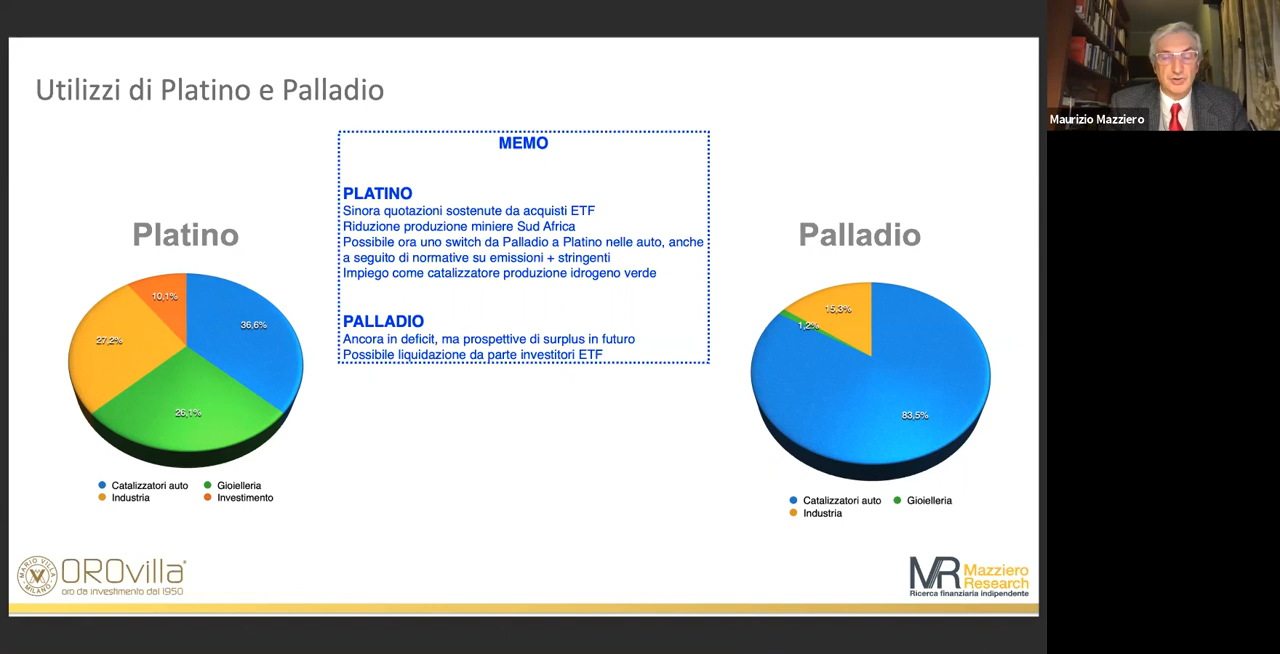 Utilizzi di Platino e Palladio
MEMO
PLATINO
Sinora quotazioni sostenute da acquisti ETF
Riduzione produzione miniere Sud Africa
Possibile ora uno switch da Palladio a Platino nelle auto, anche
a seguito di normative su emissioni + stringenti
Impiego come catalizzatore produzione idrogeno verde
PALLADIO
Ancora in deficit, ma prospettive di surplus in futuro
Possibile liquidazione da parte investitori ETF
Platino
10,1%
36,6%
27,2%
26,1%
Catalizzatori auto
Gioielleria
Industria
Investimento
Palladio
15,3%
1,2%
83,5%
Catalizzatori auto
Gioielleria
Industria
MARIO VILLA
MILANO
OROvilla
oro da investimento dal 1950
MR Mazziero
Research
Ricerca finanziaria indipendente
Maurizio Mazziero